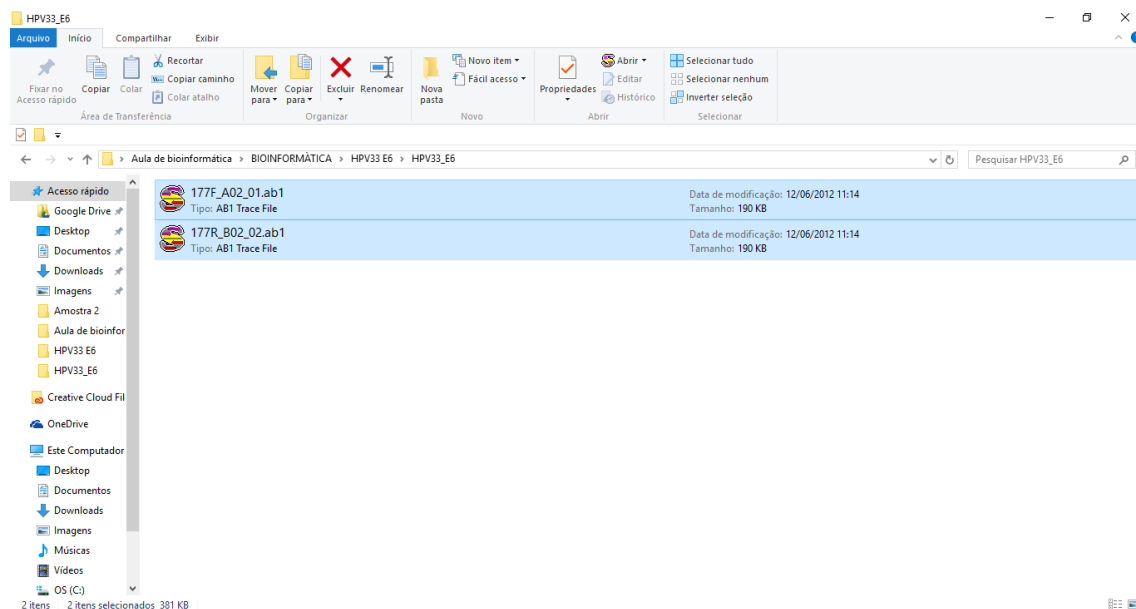 HPV33_E6
Arquivo Início Compartilhar Exibir
Fixar no Acesso rápido
Copiar
Colar
Recortar
Copiar caminho
Colar atalho
Área de Transferência
Mover para
Copiar para
Excluir
Renomear
Organizar
Nova pasta
Novo item
Fácil acesso
Novo
Propriedades
Abrir
Editar
Histórico
Abrir
Selecionar tudo
Selecionar nenhum
Inverter seleção
Selecionar
Aula de bioinformática > BIOINFORMÀTICA > HPV33 E6 > HPV33_E6
Pesquisar HPV33_E6
Acesso rápido
Google Drive
Desktop
Documentos
Downloads
Imagens
Amostra 2
Aula de bioinfor
HPV33 E6
HPV33_E6
Creative Cloud Fil
OneDrive
Este Computador
Desktop
Documentos
Downloads
Imagens
Músicas
Vídeos
OS (C:)
177F_A02_01.ab1
Tipo: AB1 Trace File
Data de modificação: 12/06/2012 11:14
Tamanho: 190 KB
177R_B02_02.ab1
Tipo: AB1 Trace File
Data de modificação: 12/06/2012 11:14
Tamanho: 190 KB
2 itens 2 itens selecionados 381 KB